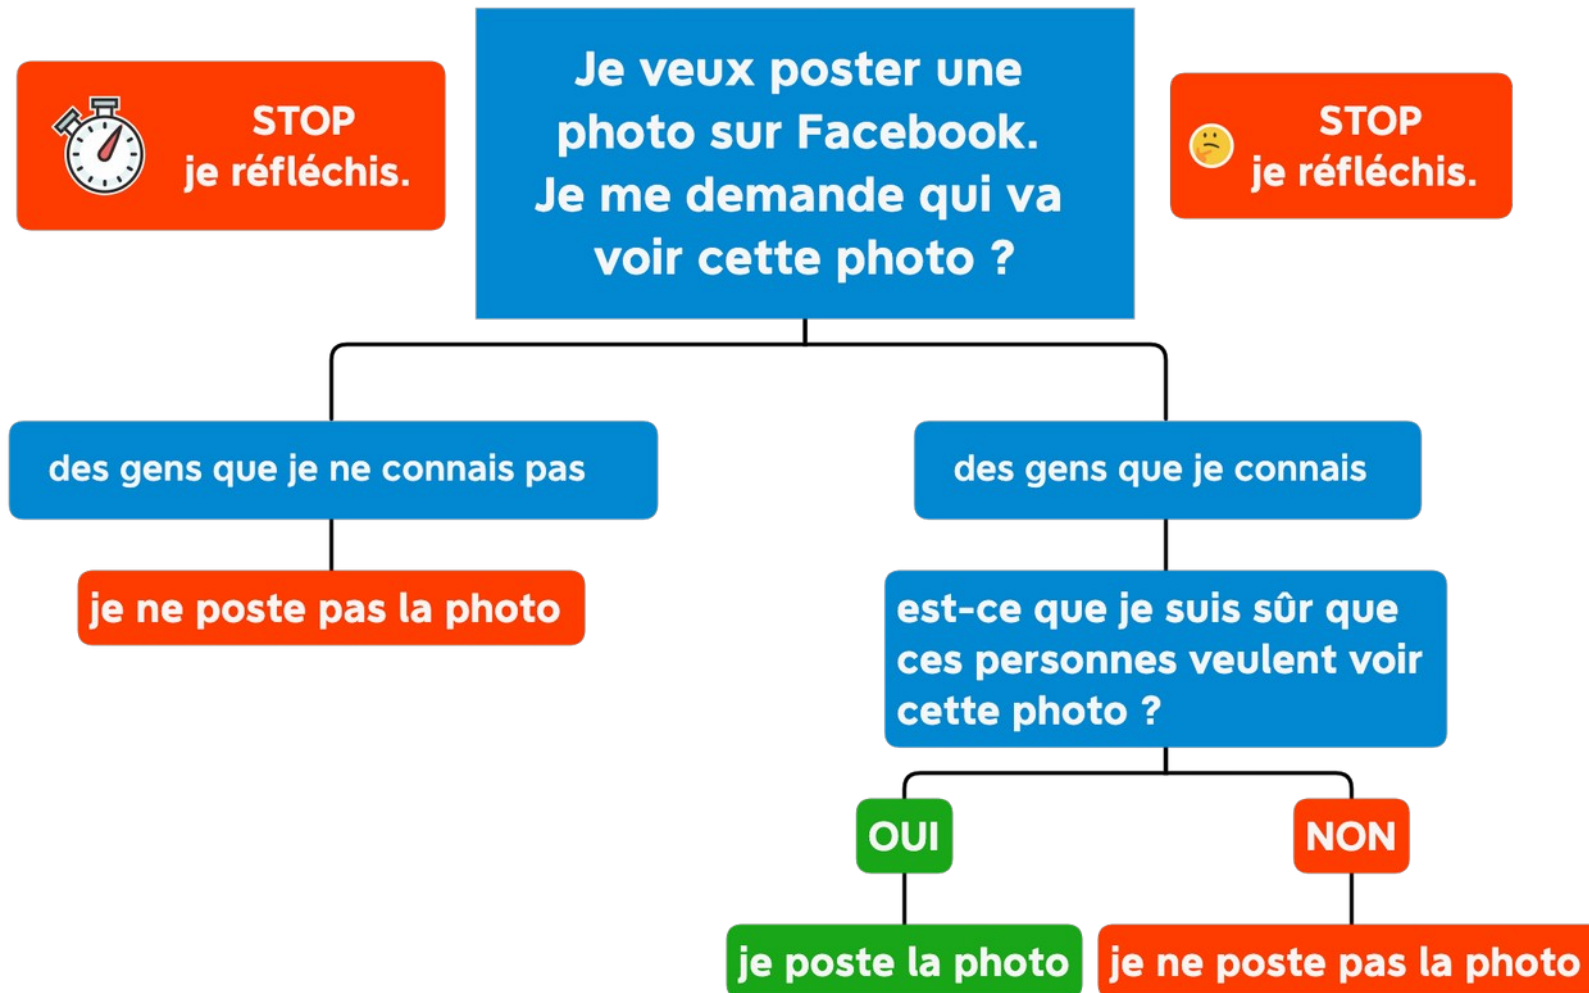 STOP
je réfléchis.
Je veux poster une
photo sur Facebook.
Je me demande qui va
voir cette photo ?
STOP
je réfléchis.
des gens que je ne connais pas
des gens que je connais
je ne poste pas la photo
est-ce que je suis sûr que
ces personnes veulent voir
cette photo ?
OUI
NON
je poste la photo
je ne poste pas la photo